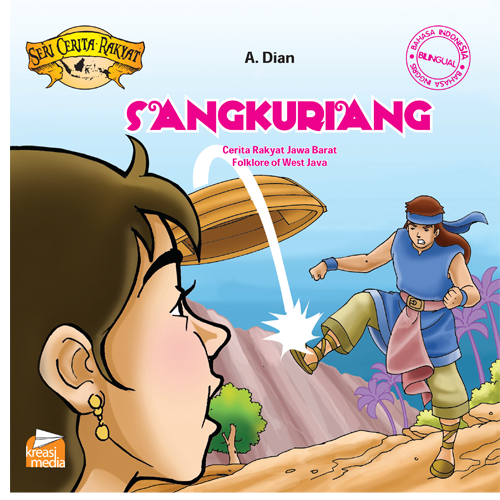 SERI CERITA RAKYAT
A. Dian
BAHASA INDONESIA
BILINGUAL
BAHASA INGGRIS
SANGKURIANG
Cerita Rakyat Jawa Barat
Folklore of West Java
kreasi
media